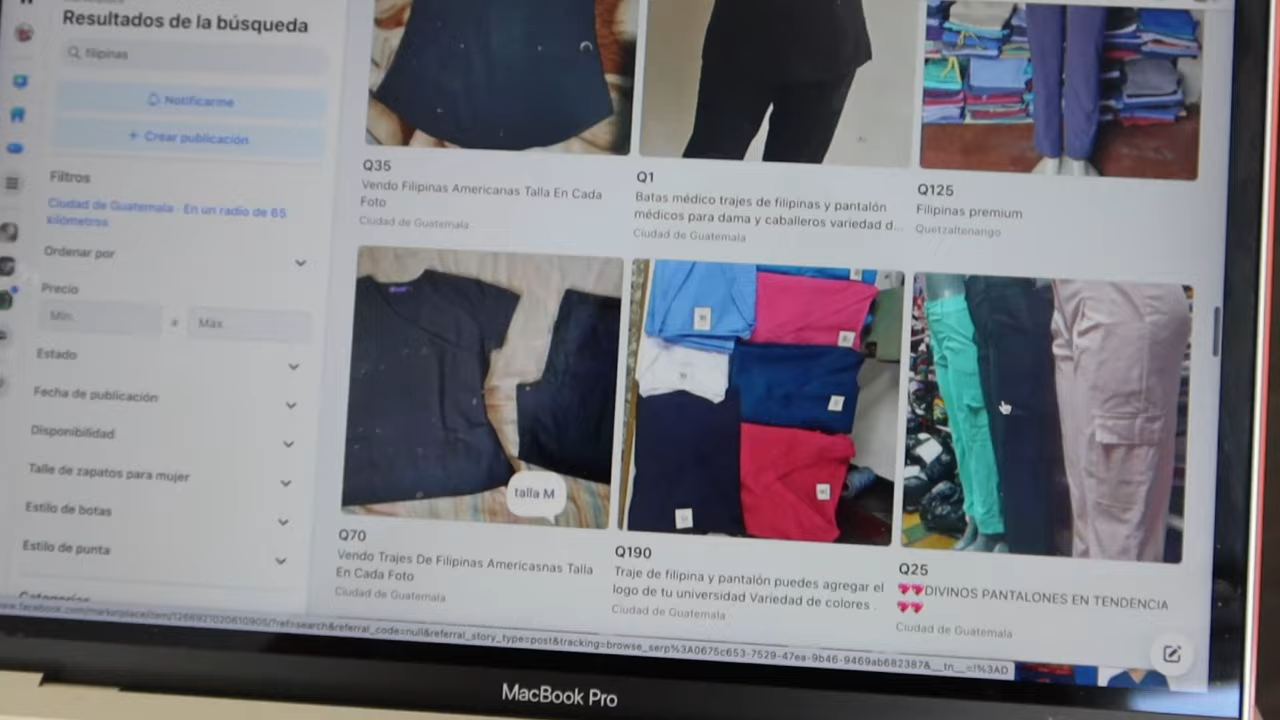 Resultados de la búsqueda
filipinas
Notificarme
+ Crear publicación
Filtros
Ciudad de Guatemala · En un radio de 65
kilómetros
Ordenar por
Precio
Mín.
a
Máx
Estado
Fecha de publicación
Disponibilidad
Talle de zapatos para mujer
Estilo de botas
Estilo de punta
Categorías
Q35
Vendo Filipinas Americanas Talla En Cada
Foto
Ciudad de Guatemala
Q1
Batas médico trajes de filipinas y pantalón
médicos para dama y caballeros variedad d...
Ciudad de Guatemala
Q125
Filipinas premium
Quetzaltenango
talla M
Q70
Vendo Trajes De Filipinas Americasnas Talla
En Cada Foto
Ciudad de Guatemala
Q190
Traje de filipina y pantalón puedes agregar el
logo de tu universidad Variedad de colores .
Ciudad de Guatemala
Q25
💖💖DIVINOS PANTALONES EN TENDENCIA
💖💖
Ciudad de Guatemala
MacBook Pro